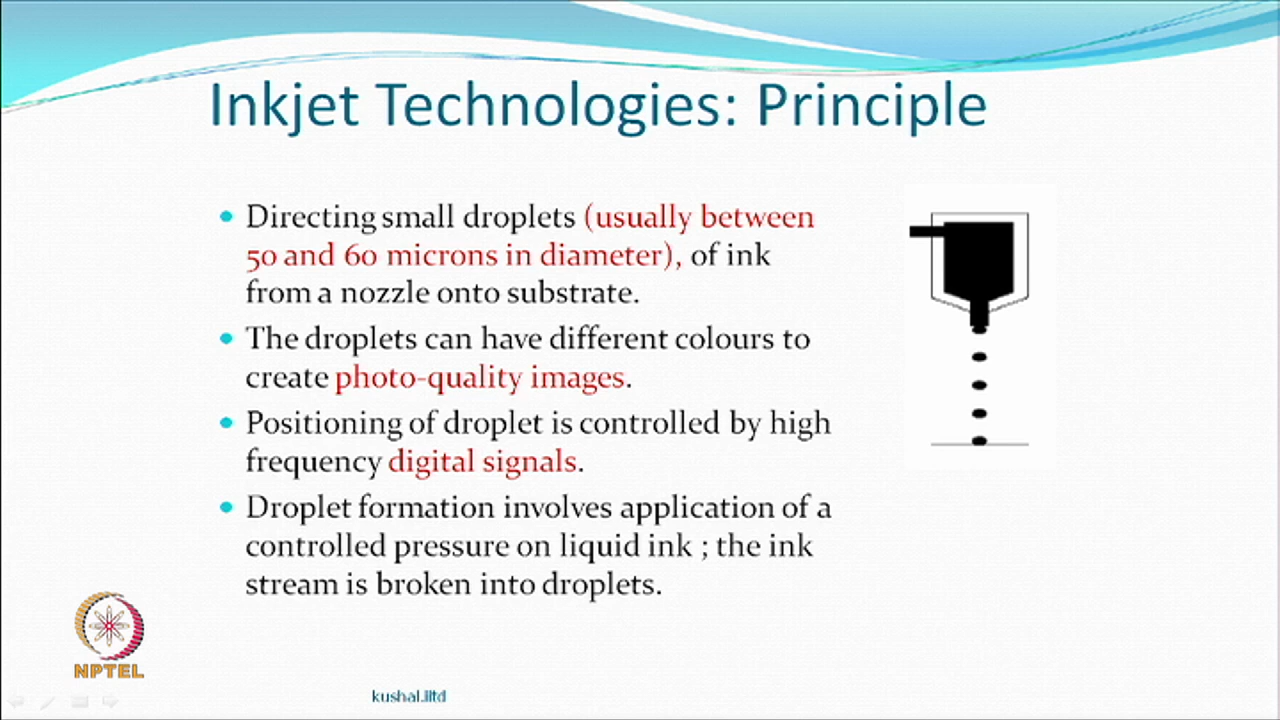 Inkjet Technologies: Principle
Directing small droplets (usually between
50 and 60 microns in diameter), of ink
from a nozzle onto substrate.
The droplets can have different colours to
create photo-quality images.
Positioning of droplet is controlled by high
frequency digital signals.
Droplet formation involves application of a
controlled pressure on liquid ink ; the ink
stream is broken into droplets.
NPTEL
kushal.iitd